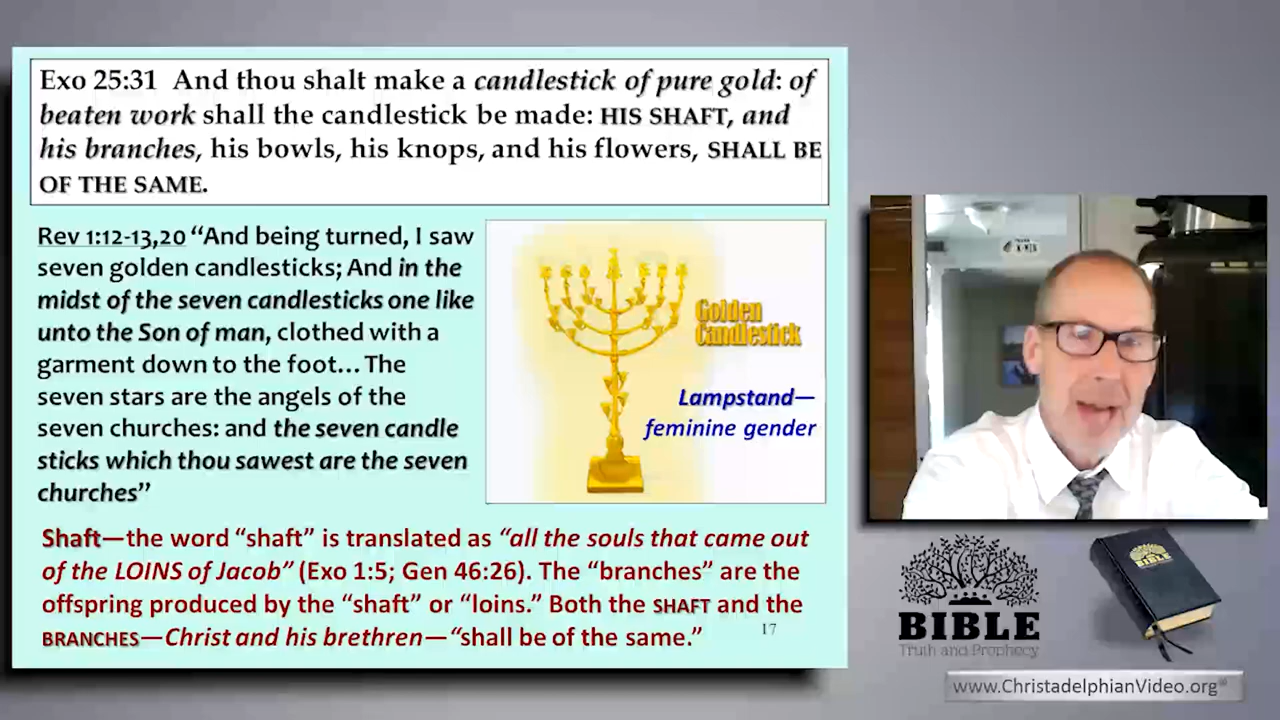 Exo 25:31 And thou shalt make a candlestick of pure gold: of
beaten work shall the candlestick be made: HIS SHAFT, and
his branches, his bowls, his knops, and his flowers, SHALL BE
OF THE SAME.
Rev 1:12-13,20 “And being turned, I saw
seven golden candlesticks; And in the
midst of the seven candlesticks one like
unto the Son of man, clothed with a
garment down to the foot… The
seven stars are the angels of the
seven churches: and the seven candle
sticks which thou sawest are the seven
churches”
Golden
Candlestick
Lampstand—
feminine gender
Shaft—the word “shaft” is translated as “all the souls that came out
of the LOINS of Jacob” (Exo 1:5; Gen 46:26). The “branches” are the
offspring produced by the “shaft” or “loins.” Both the SHAFT and the
BRANCHES—Christ and his brethren—“shall be of the same.”
17
BIBLE
Truth and Prophecy
www.ChristadelphianVideo.org®